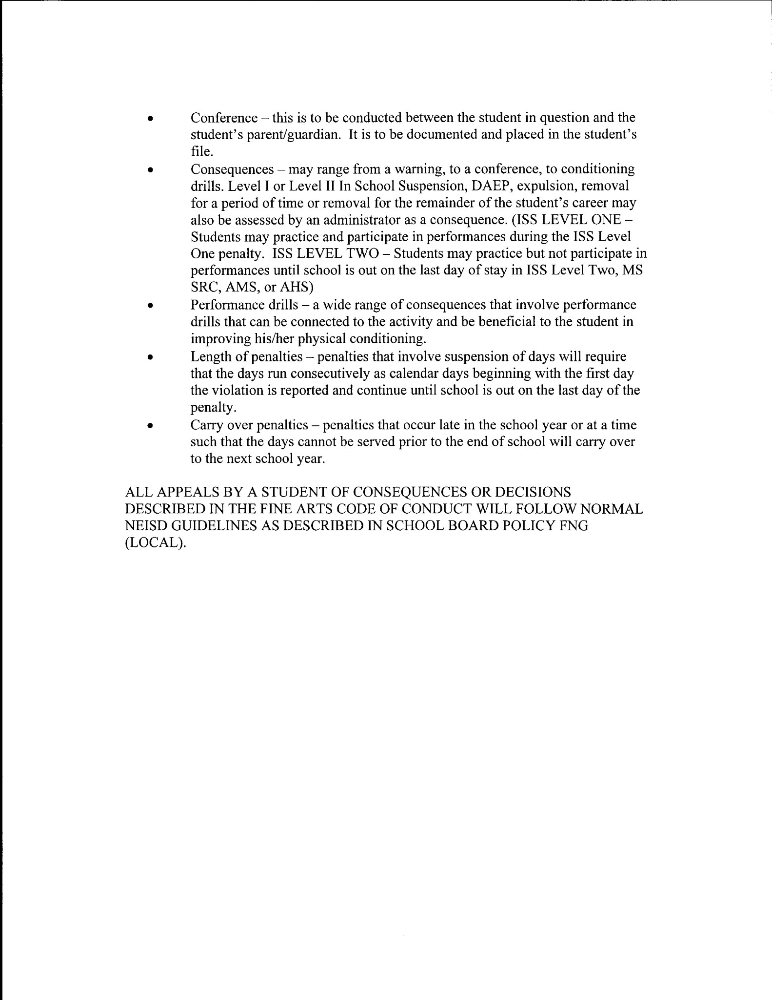 • Conference – this is to be conducted between the student in question and the
student's parent/guardian.  It is to be documented and placed in the student's
file.
• Consequences – may range from a warning, to a conference, to conditioning
drills. Level I or Level II In School Suspension, DAEP, expulsion, removal
for a period of time or removal for the remainder of the student's career may
also be assessed by an administrator as a consequence. (ISS LEVEL ONE –
Students may practice and participate in performances during the ISS Level
One penalty.  ISS LEVEL TWO – Students may practice but not participate in
performances until school is out on the last day of stay in ISS Level Two, MS
SRC, AMS, or AHS)
• Performance drills – a wide range of consequences that involve performance
drills that can be connected to the activity and be beneficial to the student in
improving his/her physical conditioning.
• Length of penalties – penalties that involve suspension of days will require
that the days run consecutively as calendar days beginning with the first day
the violation is reported and continue until school is out on the last day of the
penalty.
• Carry over penalties – penalties that occur late in the school year or at a time
such that the days cannot be served prior to the end of school will carry over
to the next school year.
ALL APPEALS BY A STUDENT OF CONSEQUENCES OR DECISIONS
DESCRIBED IN THE FINE ARTS CODE OF CONDUCT WILL FOLLOW NORMAL
NEISD GUIDELINES AS DESCRIBED IN SCHOOL BOARD POLICY FNG
(LOCAL).